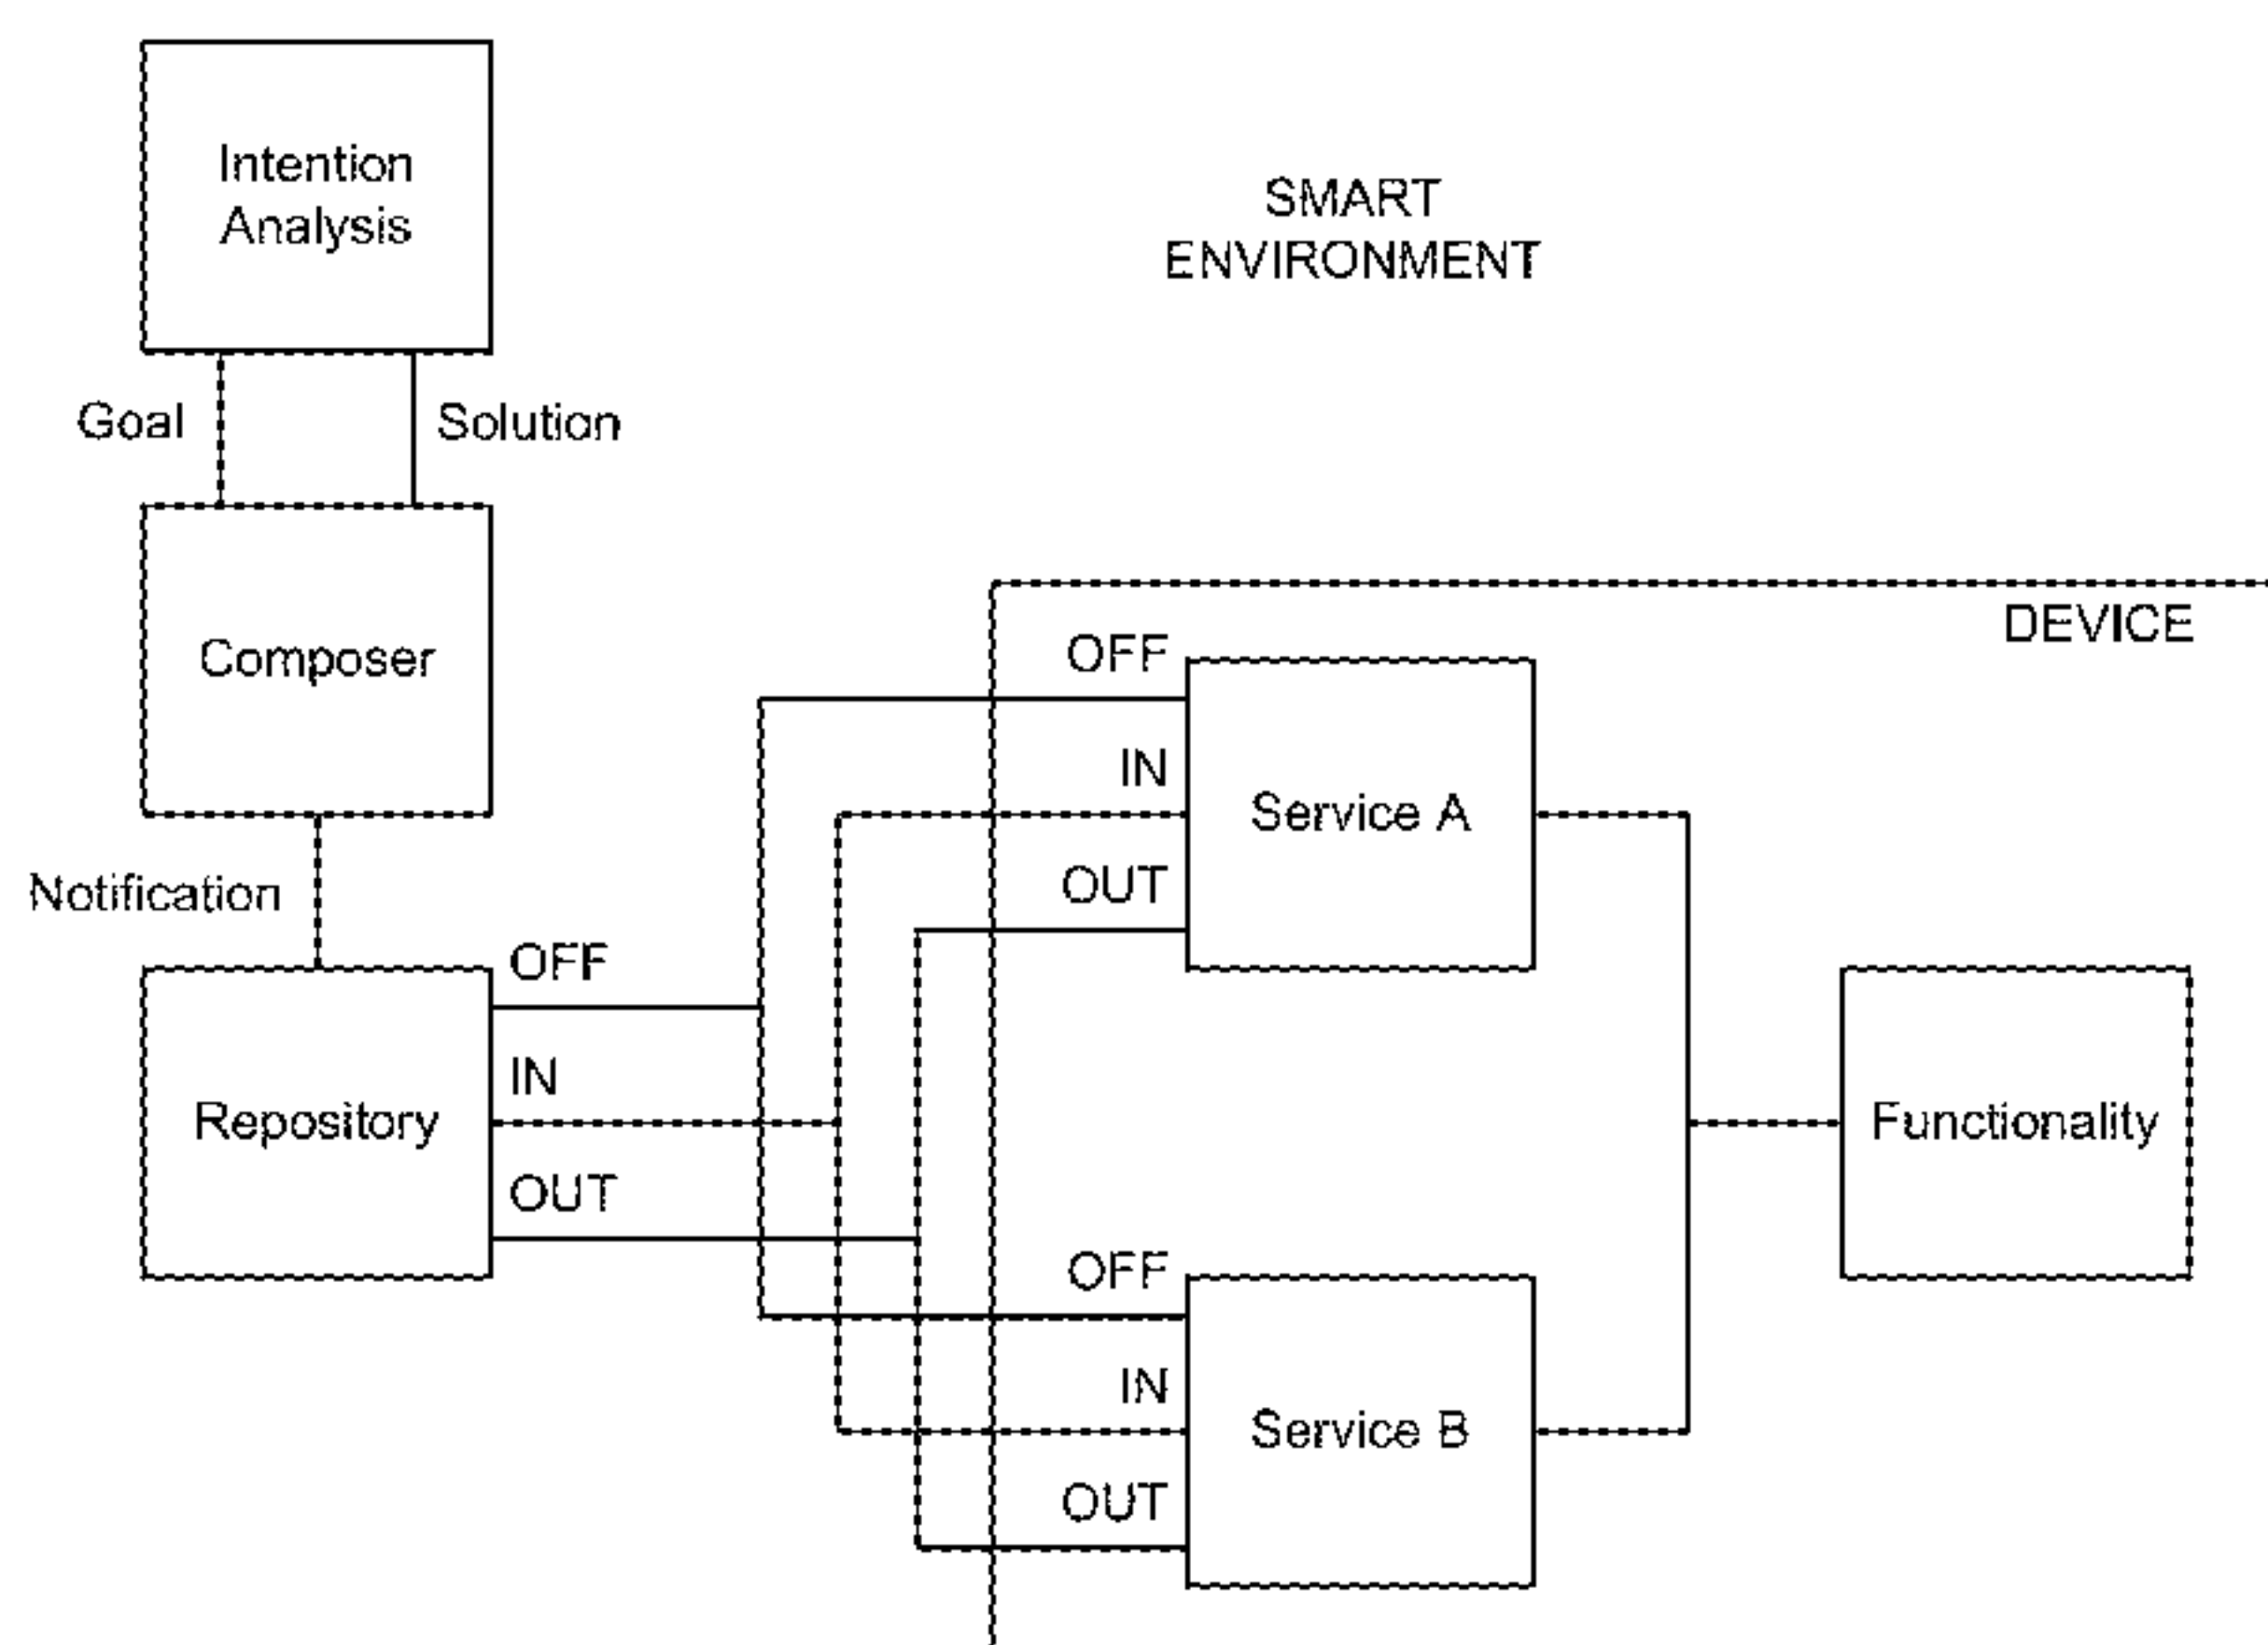 Intention
Analysis
SMART
ENVIRONMENT
Goal
Solution
DEVICE
Composer
OFF
IN
Service A
OUT
Notification
OFF
IN
Repository
OUT
Functionality
OFF
IN
Service B
OUT